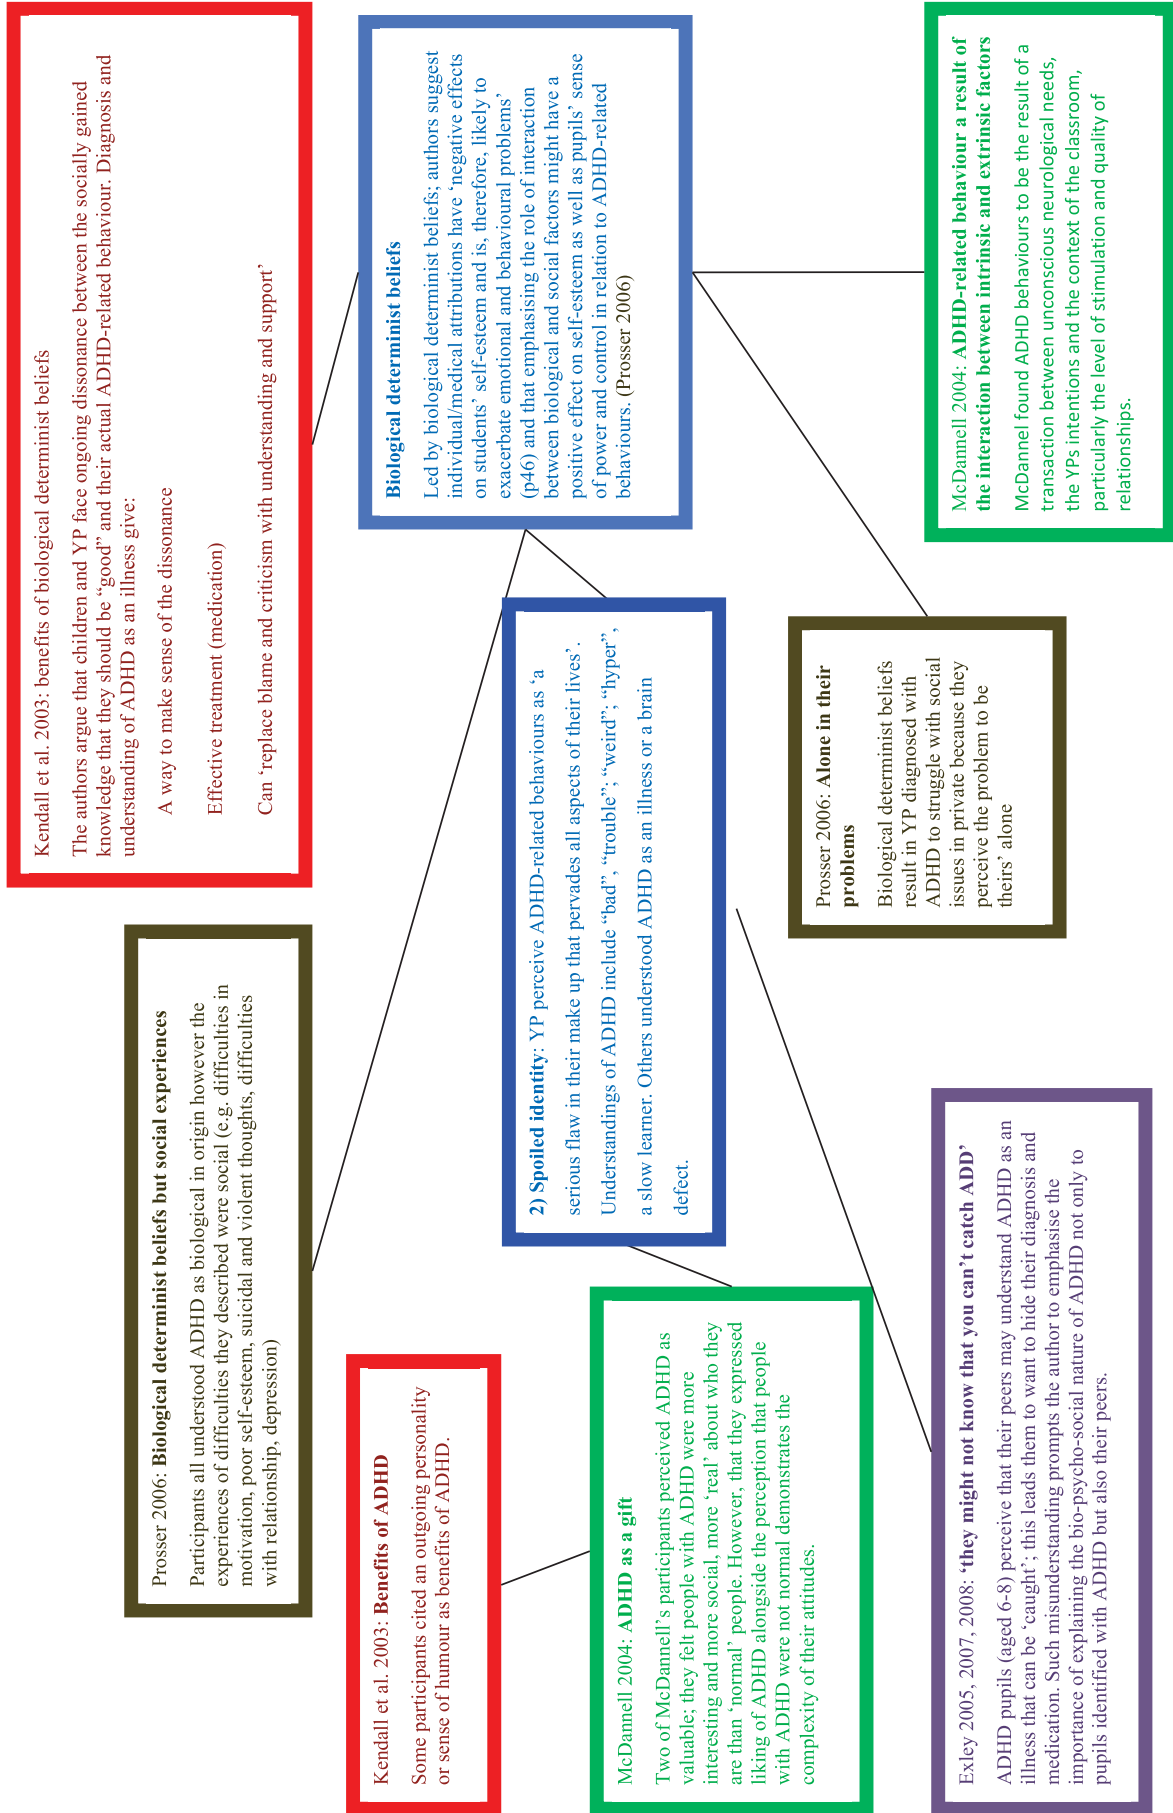 Prosser 2006: Biological determinist beliefs but social experiences
Participants all understood ADHD as biological in origin however the
experiences of difficulties they described were social (e.g. difficulties in
motivation, poor self-esteem, suicidal and violent thoughts, difficulties
with relationship, depression)
Kendall et al. 2003: benefits of biological determinist beliefs
The authors argue that children and YP face ongoing dissonance between the socially gained
knowledge that they should be “good” and their actual ADHD-related behaviour. Diagnosis and
understanding of ADHD as an illness give:
A way to make sense of the dissonance
Effective treatment (medication)
Can ‘replace blame and criticism with understanding and support’
Kendall et al. 2003: Benefits of ADHD
Some participants cited an outgoing personality
or sense of humour as benefits of ADHD.
Biological determinist beliefs
Led by biological determinist beliefs; authors suggest
individual/medical attributions have ‘negative effects
on students’ self-esteem and is, therefore, likely to
exacerbate emotional and behavioural problems’
(p46) and that emphasising the role of interaction
between biological and social factors might have a
positive effect on self-esteem as well as pupils’ sense
of power and control in relation to ADHD-related
behaviours. (Prosser 2006)
2) Spoiled identity: YP perceive ADHD-related behaviours as ‘a
serious flaw in their make up that pervades all aspects of their lives’.
Understandings of ADHD include “bad”, “trouble”; “weird”; “hyper”,
a slow learner. Others understood ADHD as an illness or a brain
defect.
McDannell 2004: ADHD as a gift
Two of McDannell’s participants perceived ADHD as
valuable; they felt people with ADHD were more
interesting and more social, more ‘real’ about who they
are than ‘normal’ people. However, that they expressed
liking of ADHD alongside the perception that people
with ADHD were not normal demonstrates the
complexity of their attitudes.
Prosser 2006: Alone in their
problems
Biological determinist beliefs
result in YP diagnosed with
ADHD to struggle with social
issues in private because they
perceive the problem to be
theirs’ alone
Exley 2005, 2007, 2008: ‘they might not know that you can’t catch ADD’
ADHD pupils (aged 6-8) perceive that their peers may understand ADHD as an
illness that can be ‘caught’; this leads them to want to hide their diagnosis and
medication. Such misunderstanding prompts the author to emphasise the
importance of explaining the bio-psycho-social nature of ADHD not only to
pupils identified with ADHD but also their peers.
McDannell 2004: ADHD-related behaviour a result of
the interaction between intrinsic and extrinsic factors
McDannel found ADHD behaviours to be the result of a
transaction between unconscious neurological needs,
the YPs intentions and the context of the classroom,
particularly the level of stimulation and quality of
relationships.